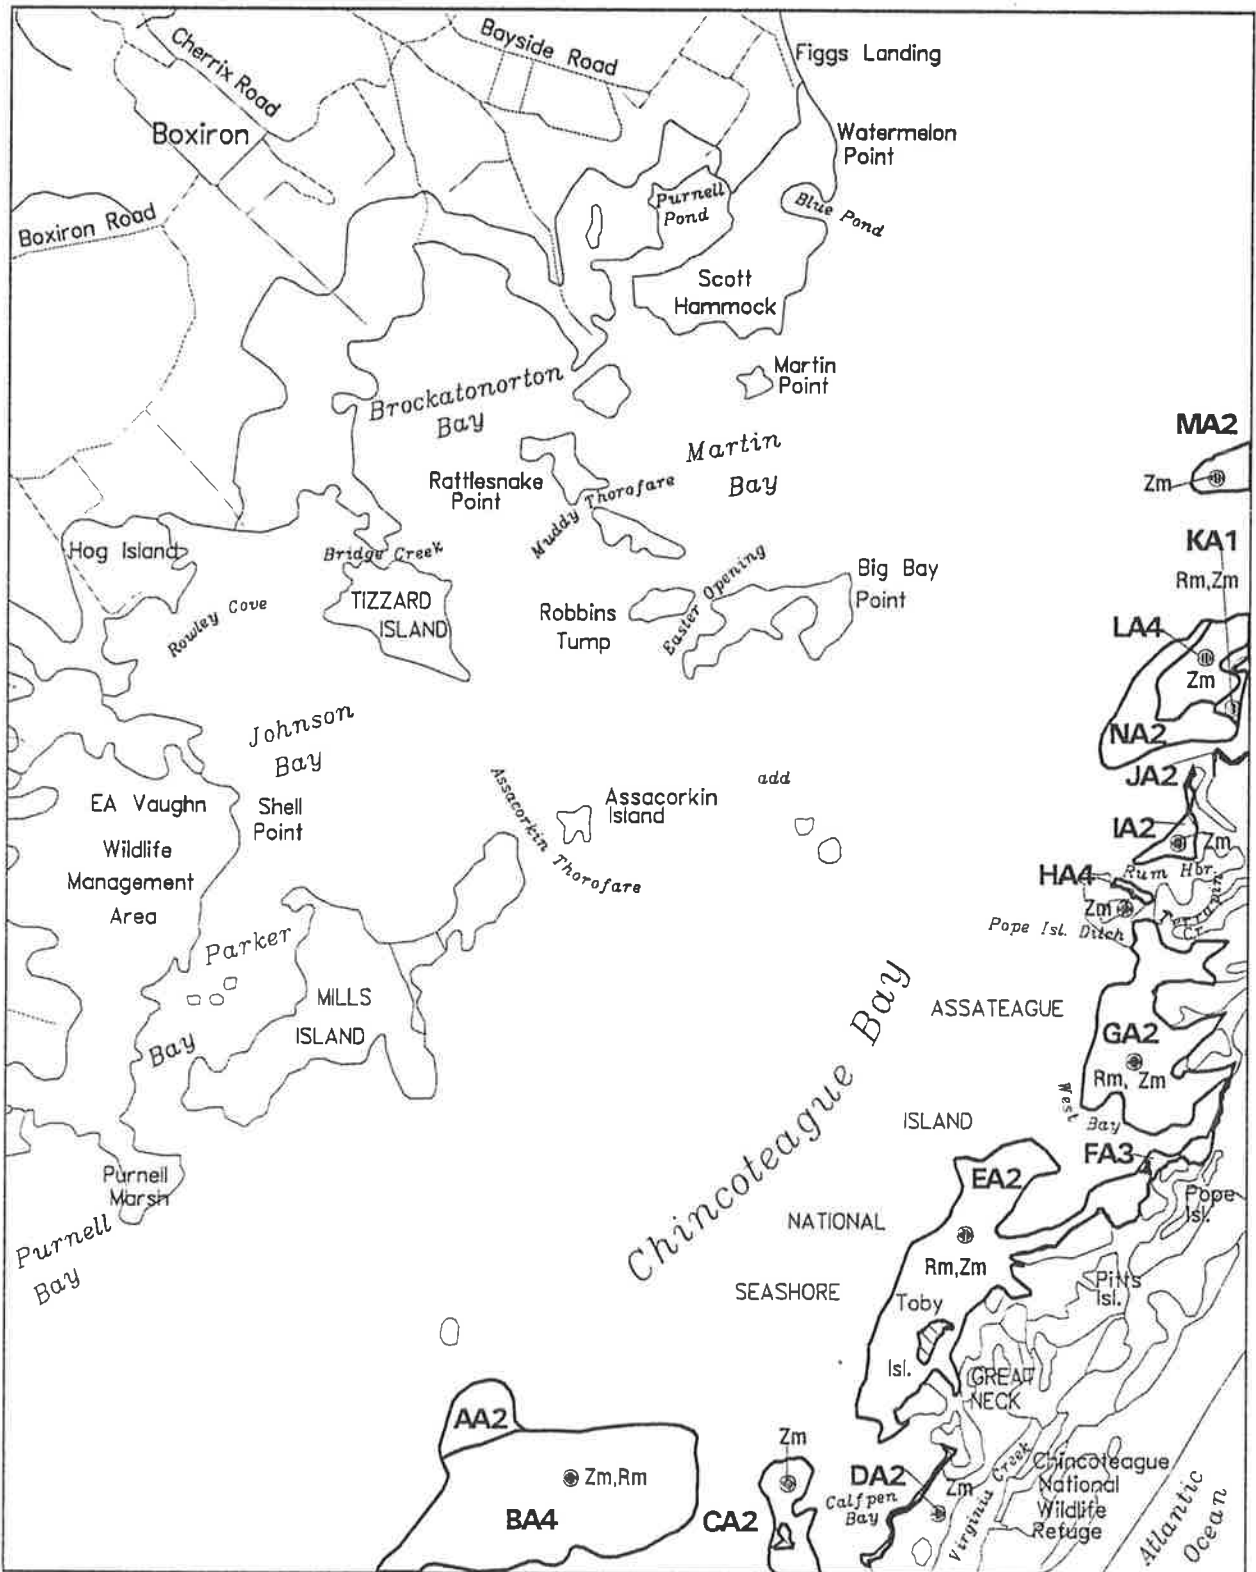 Bayside Road
Figgs Landing
Cherrix Road
Boxiron
Watermelon
Point
Purnell
Pond
Blue Pond
Boxiron Road
Scott
Hammock
Martin
Point
Brockatonorton
Bay
MA2
Martin
Bay
Rattlesnake
Point
Zm
Muddy Thorofare
KA1
Hog Island
Bridge Creek
Rm,Zm
Big Bay
Point
TIZZARD
ISLAND
Robbins
Tump
Easter Opening
Rowley Cove
LA4
Zm
Johnson
Bay
NA2
JA2
add
EA Vaughn
Wildlife
Management
Area
Shell
Point
Assacorkin Thorofare
Assacorkin
Island
IA2
Zm
Rum Hbr.
HA4
Zm
Terrapin
Cr.
Pope Isl. Ditch
Parker
Bay
MILLS
ISLAND
Chincoteague Bay
ASSATEAGUE
ISLAND
NATIONAL
SEASHORE
GA2
Rm, Zm
West Bay
FA3
Purnell
Marsh
EA2
Pope
Isl.
Purnell
Bay
Rm,Zm
Pitts
Isl.
Toby
Isl.
GREAT
NECK
AA2
Zm
Zm,Rm
BA4
CA2
DA2
Calfpen
Bay
Zm
Virginia Creek
Chincoteague
National
Wildlife
Refuge
Atlantic
Ocean